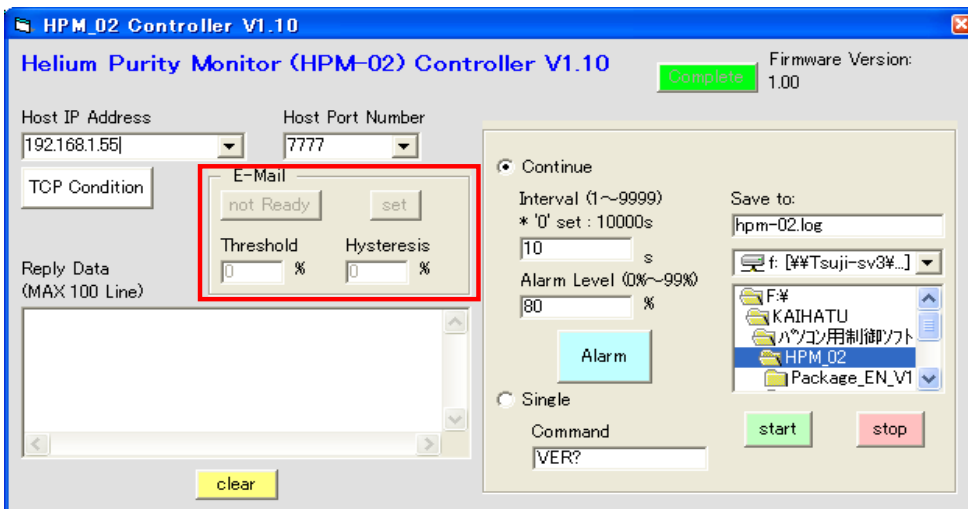 HPM_02 Controller V1.10
Helium Purity Monitor (HPM-02) Controller V1.10
Complete
Firmware Version:
1.00
Host IP Address
Host Port Number
192.168.1.55
7777
TCP Condition
E-Mail
not Ready
set
Threshold
Hysteresis
0 %
0 %
Reply Data
(MAX 100 Line)
clear
Continue
Interval (1～9999)
* '0' set : 10000s
10 s
Alarm Level (0%～99%)
80 %
Alarm
Single
Command
VER?
Save to:
hpm-02.log
f: [¥¥Tsuji-sv3¥...]
F:¥
KAIHATU
パソコン用制御ソフト
HPM_02
Package_EN_V1
start
stop